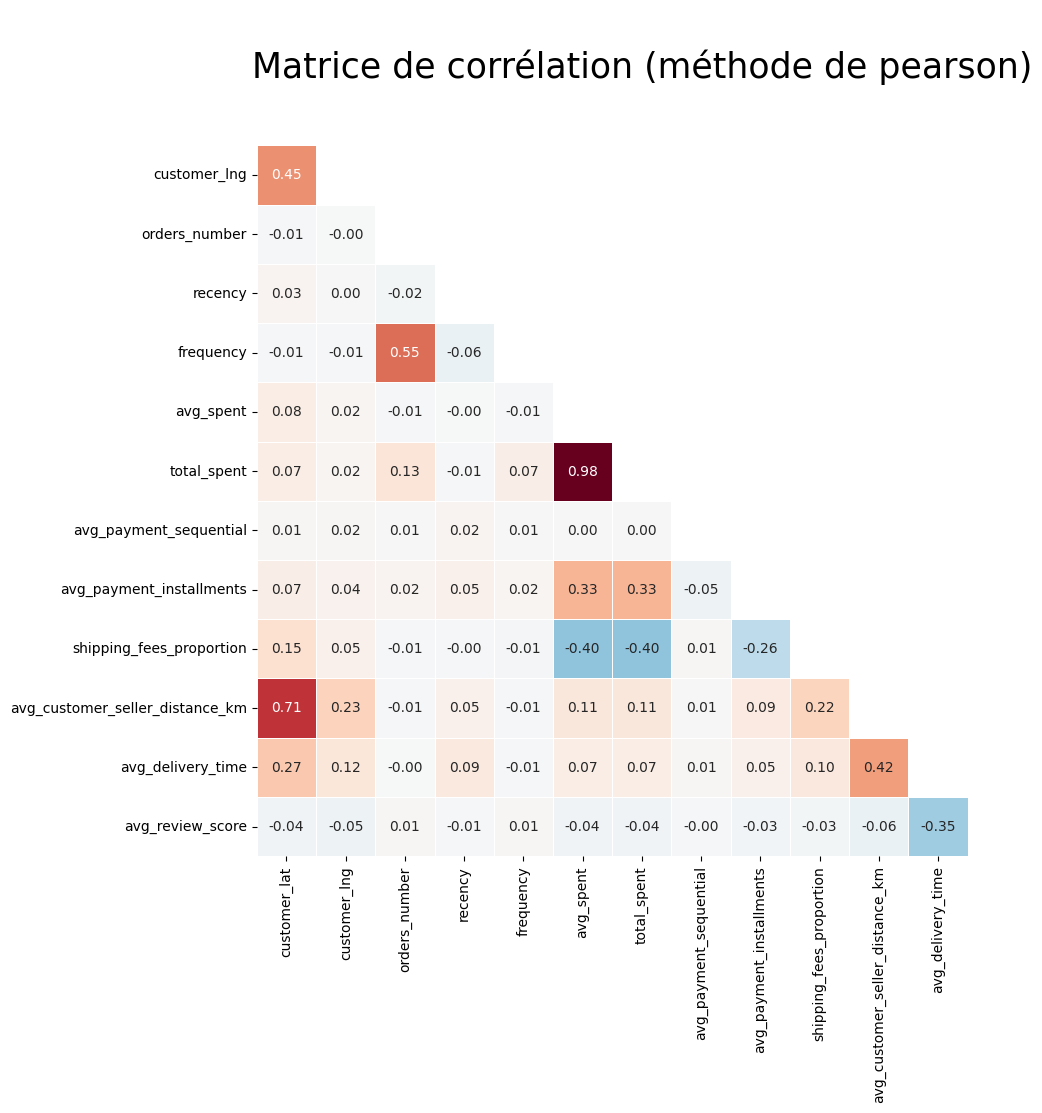 Matrice de corrélation (méthode de pearson)
customer_lng 0.45
orders_number -0.01 -0.00
recency 0.03 0.00 -0.02
frequency -0.01 -0.01 0.55 -0.06
avg_spent 0.08 0.02 -0.01 -0.00 -0.01
total_spent 0.07 0.02 0.13 -0.01 0.07 0.98
avg_payment_sequential 0.01 0.02 0.01 0.02 0.01 0.00 0.00
avg_payment_installments 0.07 0.04 0.02 0.05 0.02 0.33 0.33 -0.05
shipping_fees_proportion 0.15 0.05 -0.01 -0.00 -0.01 -0.40 -0.40 0.01 -0.26
avg_customer_seller_distance_km 0.71 0.23 -0.01 0.05 -0.01 0.11 0.11 0.01 0.09 0.22
avg_delivery_time 0.27 0.12 -0.00 0.09 -0.01 0.07 0.07 0.01 0.05 0.10 0.42
avg_review_score -0.04 -0.05 0.01 -0.01 0.01 -0.04 -0.04 -0.00 -0.03 -0.03 -0.06 -0.35
customer_lat
customer_lng
orders_number
recency
frequency
avg_spent
total_spent
avg_payment_sequential
avg_payment_installments
shipping_fees_proportion
avg_customer_seller_distance_km
avg_delivery_time